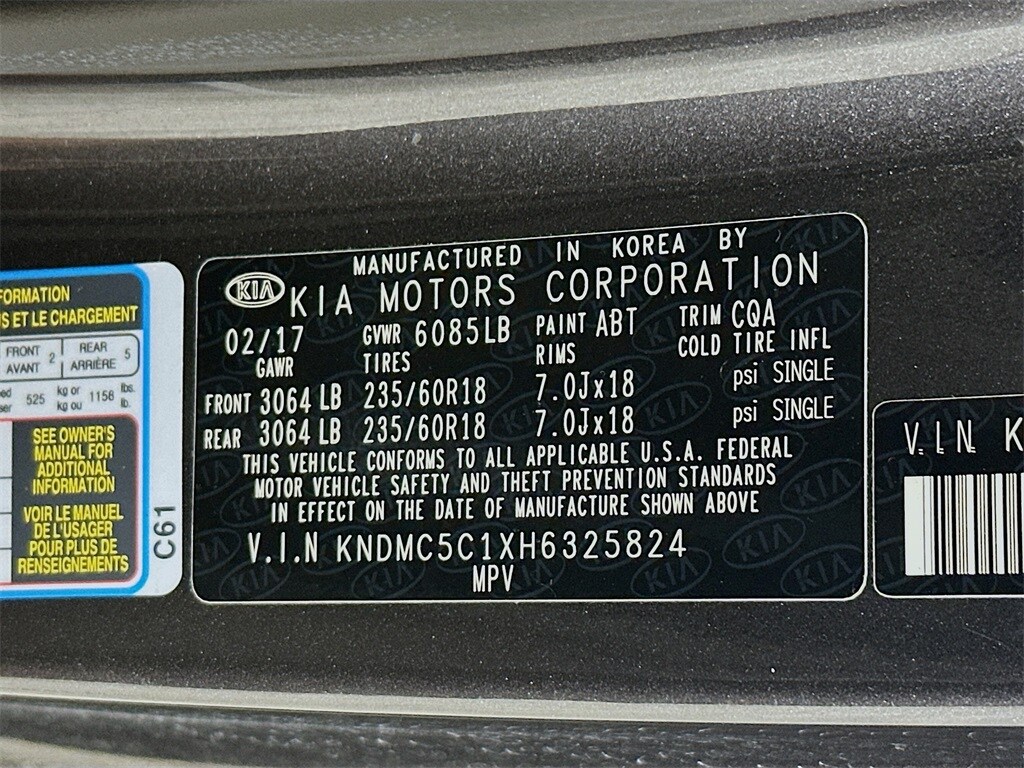 FORMATION
S ET LE CHARGEMENT
FRONT AVANT 2 REAR ARRIÈRE 5
525 kg or kg ou 1158 lbs. lb.
SEE OWNER'S
MANUAL FOR
ADDITIONAL
INFORMATION
VOIR LE MANUEL
DE L'USAGER
POUR PLUS DE
RENSEIGNEMENTS
C61
MANUFACTURED IN KOREA BY
KIA KIA MOTORS CORPORATION
02/17 GVWR 6085LB PAINT ABT TRIM CQA
GAWR TIRES RIMS COLD TIRE INFL
FRONT 3064 LB 235/60R18 7.0Jx18 psi SINGLE
REAR 3064 LB 235/60R18 7.0Jx18 psi SINGLE
THIS VEHICLE CONFORMS TO ALL APPLICABLE U.S.A. FEDERAL
MOTOR VEHICLE SAFETY AND THEFT PREVENTION STANDARDS
IN EFFECT ON THE DATE OF MANUFACTURE SHOWN ABOVE
V.I.N KNDMC5C1XH6325824
MPV
V.I.N. K